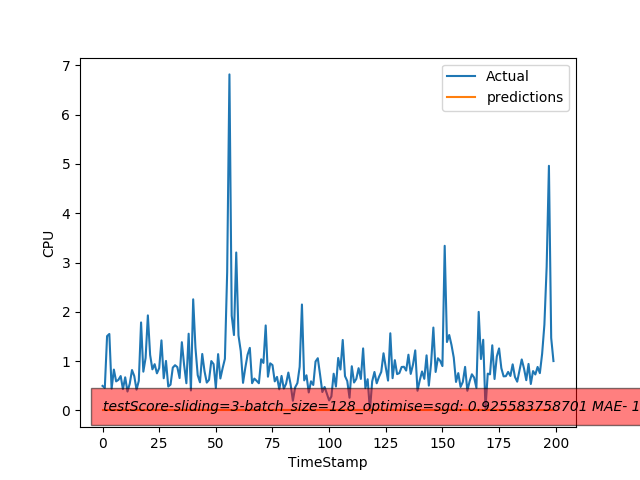 Actual
predictions
7
6
5
4
3
2
1
0
CPU
testScore-sliding=3-batch_size=128_optimise=sgd: 0.925583758701 MAE- 1
0 25 50 75 100 125 150 175 200
TimeStamp